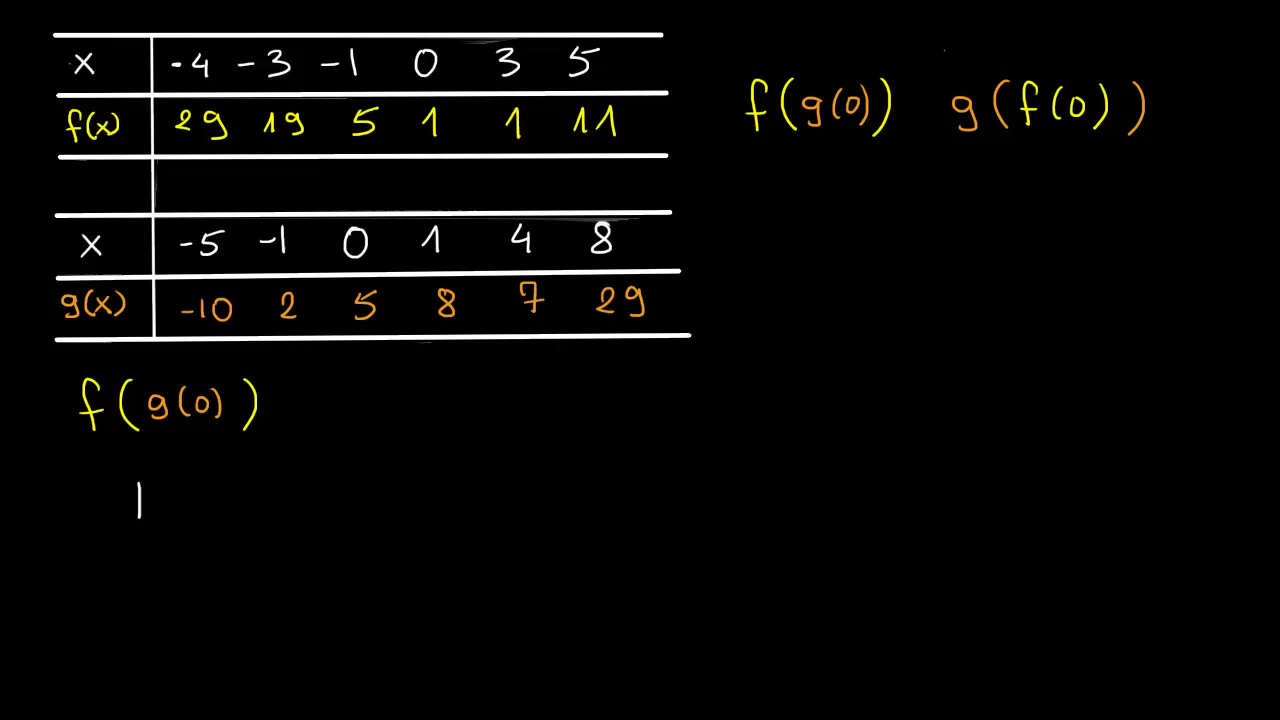 x -4 -3 -1 0 3 5
f(x) 29 19 5 1 1 11
x -5 -1 0 1 4 8
g(x) -10 2 5 8 7 29
f(g(0)) g(f(0))
f(g(0))